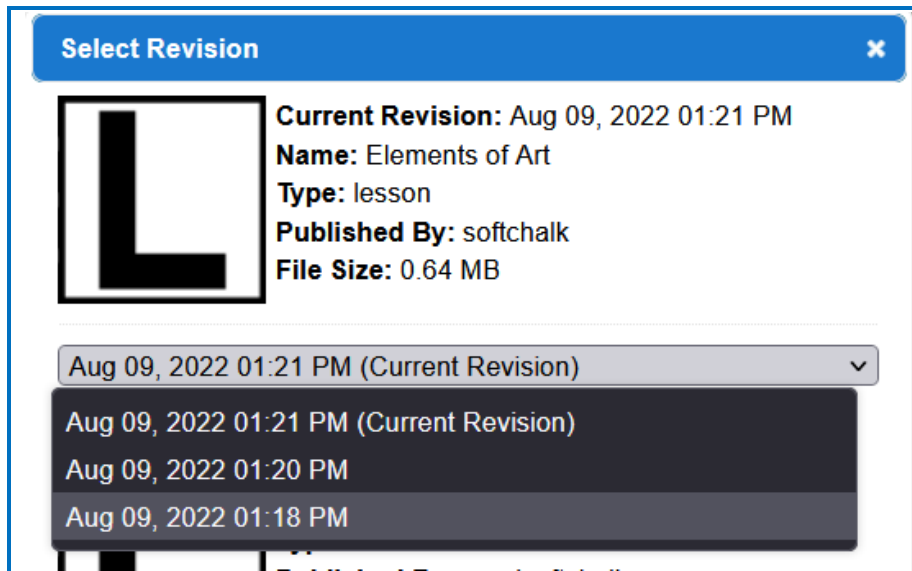 Select Revision
L
Current Revision: Aug 09, 2022 01:21 PM
Name: Elements of Art
Type: lesson
Published By: softchalk
File Size: 0.64 MB
Aug 09, 2022 01:21 PM (Current Revision)
Aug 09, 2022 01:21 PM (Current Revision)
Aug 09, 2022 01:20 PM
Aug 09, 2022 01:18 PM